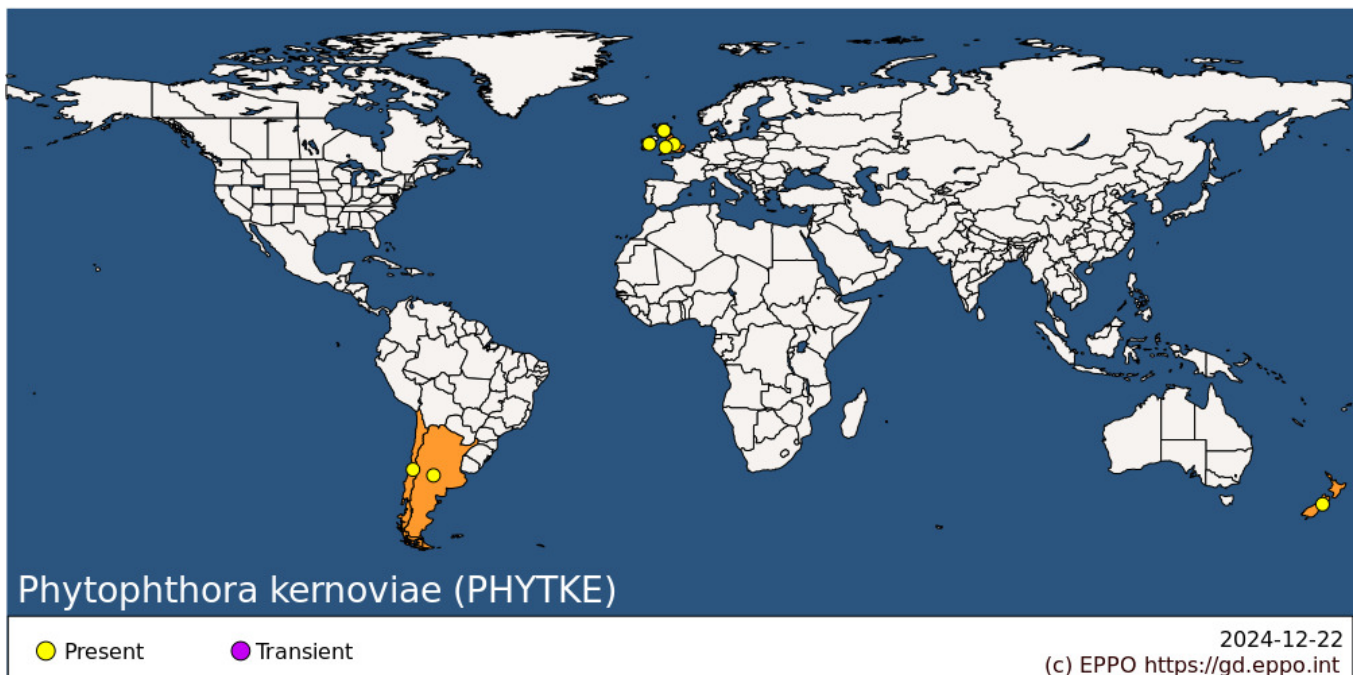 Phytophthora kernoviae (PHYTKE)
Present
Transient
2024-12-22
(c) EPPO https://gd.eppo.int